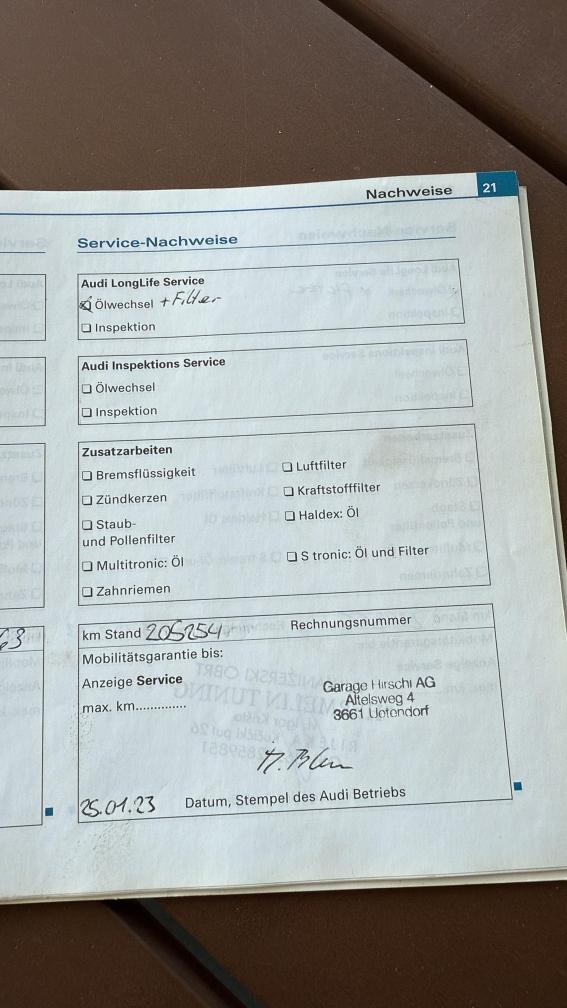 Nachweise 21
Service-Nachweise
Audi LongLife Service
Ölwechsel + Filter
Inspektion
Audi Inspektions Service
Ölwechsel
Inspektion
Zusatzarbeiten
Bremsflüssigkeit
Luftfilter
Zündkerzen
Kraftstofffilter
Staub-
und Pollenfilter
Haldex: Öl
Multitronic: Öl
S tronic: Öl und Filter
Zahnriemen
63
km Stand 205254
Rechnungsnummer
Mobilitätsgarantie bis:
Anzeige Service
max. km..............
Garage Hirschi AG
Altelsweg 4
3661 Uetendorf
25.01.23 Datum, Stempel des Audi Betriebs